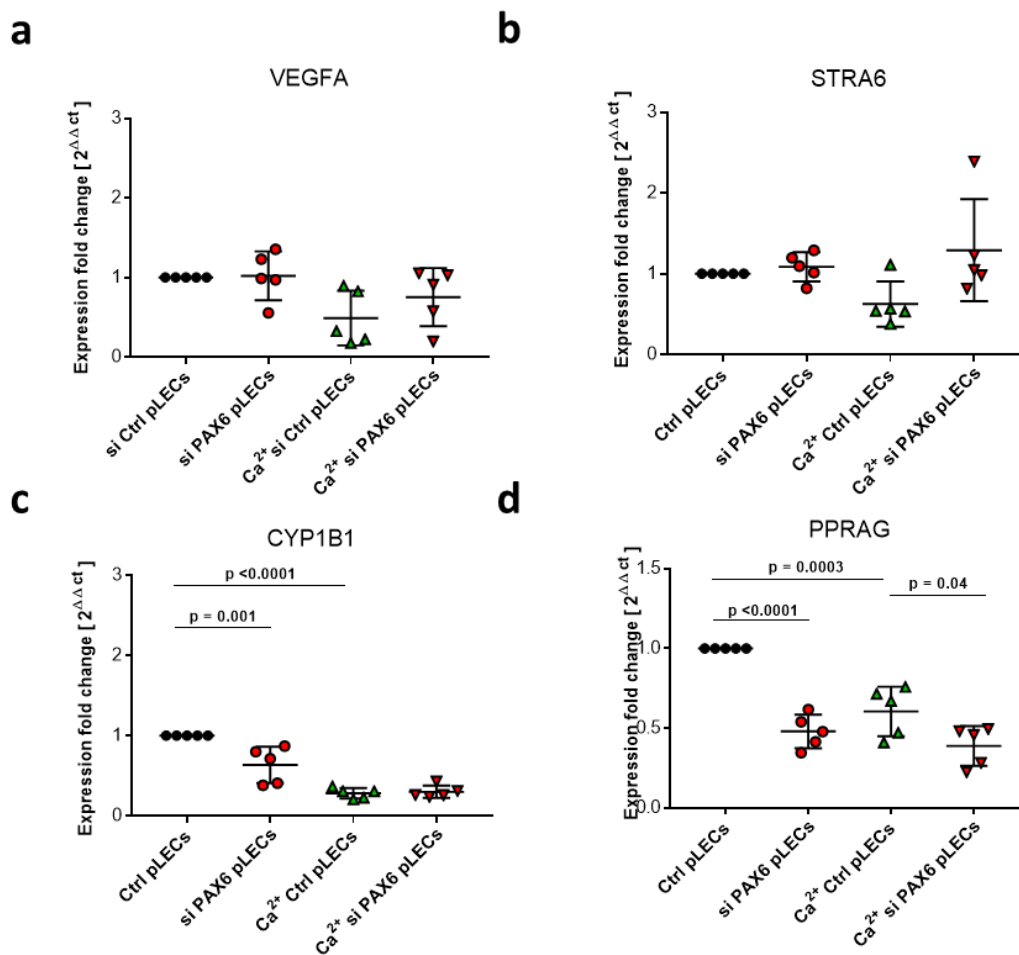 a
VEGFA
Expression fold change [ 2^ΔΔct ]
3
2
1
0
si Ctrl pLECs
si PAX6 pLECs
Ca²⁺ si Ctrl pLECs
Ca²⁺ si PAX6 pLECs
b
STRA6
Expression fold change [ 2^ΔΔct ]
3
2
1
0
Ctrl pLECs
si PAX6 pLECs
Ca²⁺ Ctrl pLECs
Ca²⁺ si PAX6 pLECs
c
CYP1B1
Expression fold change [ 2^ΔΔct ]
3
2
1
0
p <0.0001
p = 0.001
Ctrl pLECs
si PAX6 pLECs
Ca²⁺ Ctrl pLECs
Ca²⁺ si PAX6 pLECs
d
PPRAG
Expression fold change [ 2^ΔΔct ]
1.5
1.0
0.5
0.0
p = 0.0003
p = 0.04
p <0.0001
Ctrl pLECs
si PAX6 pLECs
Ca²⁺ Ctrl pLECs
Ca²⁺ si PAX6 pLECs